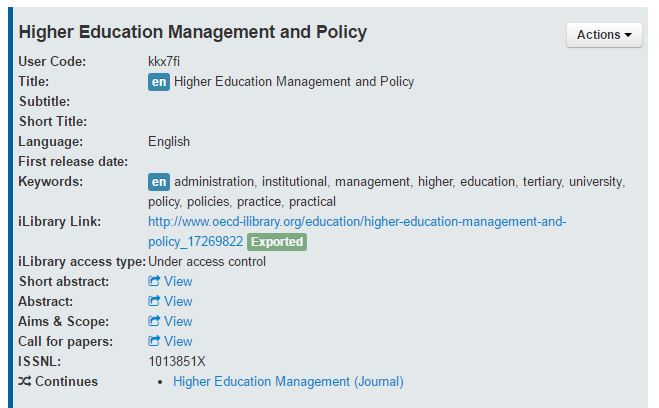 Higher Education Management and Policy
Actions
User Code: kkx7fi
Title: en Higher Education Management and Policy
Subtitle:
Short Title:
Language: English
First release date:
Keywords: en administration, institutional, management, higher, education, tertiary, university,
policy, policies, practice, practical
iLibrary Link: http://www.oecd-ilibrary.org/education/higher-education-management-and-
policy_17269822 Exported
iLibrary access type: Under access control
Short abstract: View
Abstract: View
Aims & Scope: View
Call for papers: View
ISSNL: 1013851X
Continues • Higher Education Management (Journal)